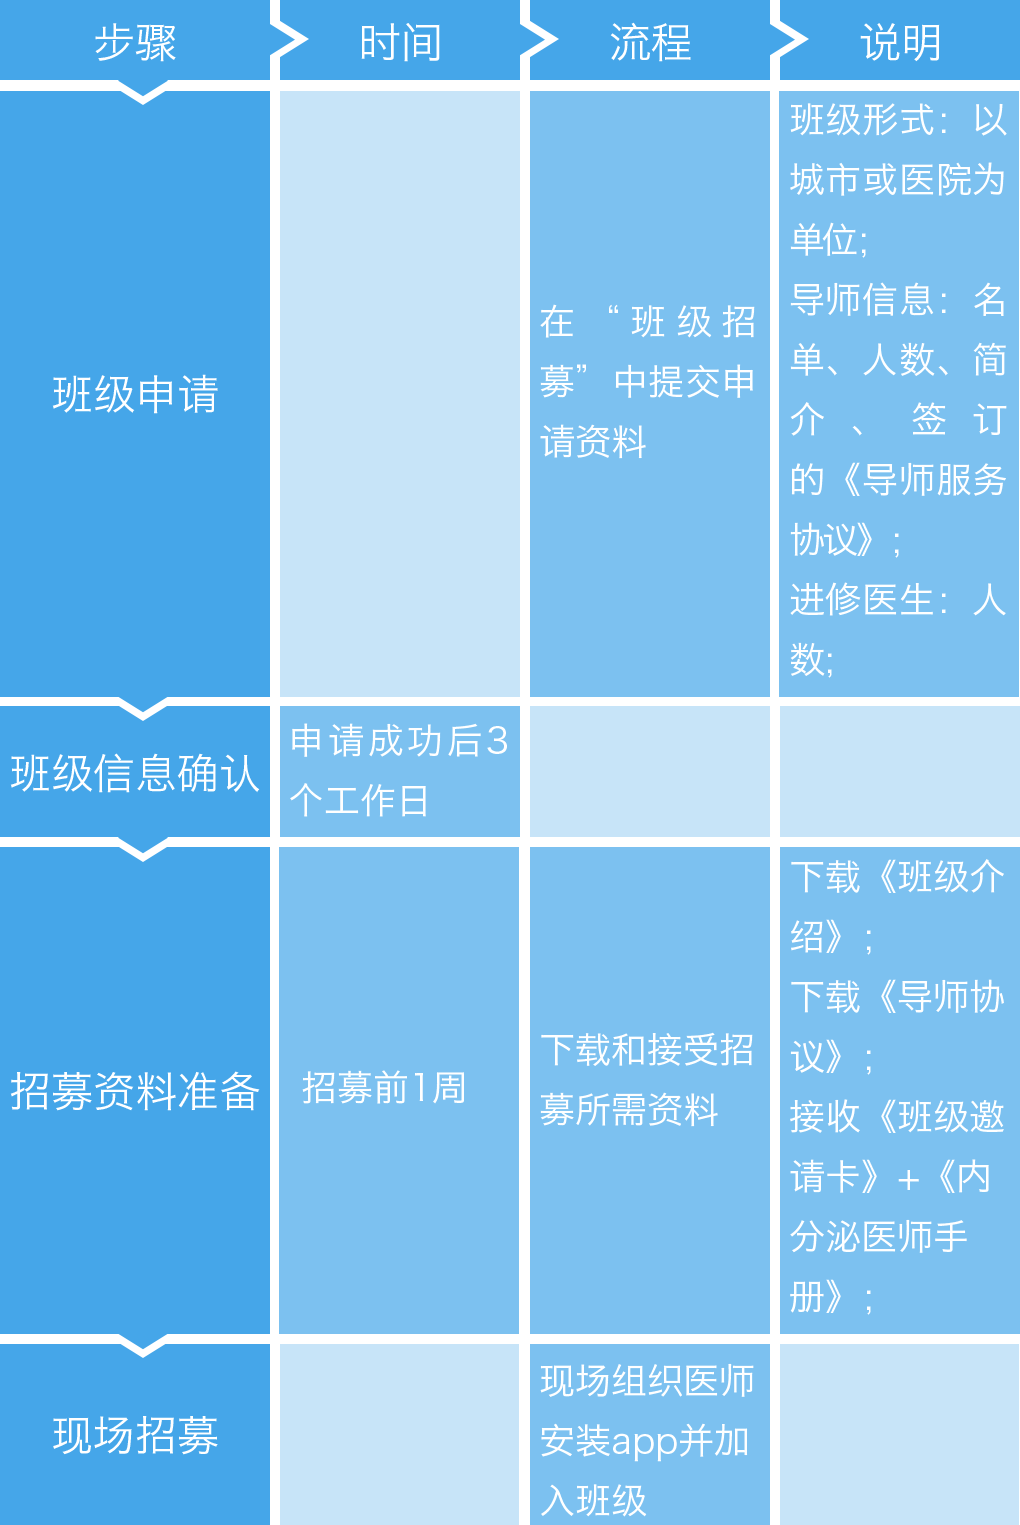 步骤
时间
流程
说明
班级申请
在“班级招
募”中提交申
请资料
班级形式：以
城市或医院为
单位;
导师信息：名
单、人数、简
介、签订
的《导师服务
协议》;
进修医生：人
数;
班级信息确认
申请成功后3
个工作日
招募资料准备
招募前1周
下载和接受招
募所需资料
下载《班级介
绍》;
下载《导师协
议》;
接收《班级邀
请卡》+《内
分泌医师手
册》;
现场招募
现场组织医师
安装app并加
入班级